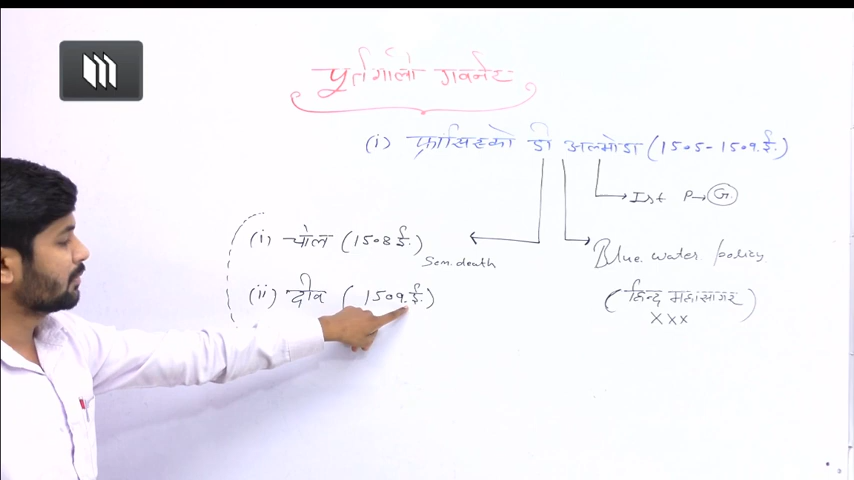 पुर्तगाली गवर्नर
(i) फ्रांसिस्को डी अल्मोडा (1505-1509 ई.)
Ist P→G.
(i) चोल (1508 ई.)
Son. death
Blue water policy
(ii) दीव (1509 ई.)
(हिन्द महासागर)
XXX